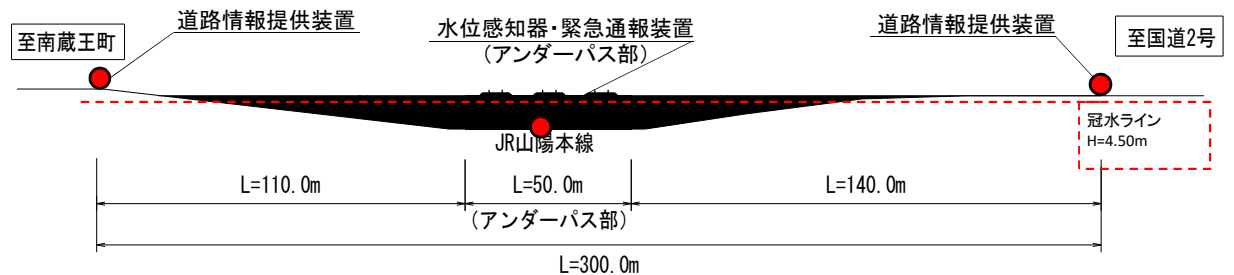 道路情報提供装置
至南蔵王町
水位感知器・緊急通報装置
(アンダーパス部)
道路情報提供装置
至国道2号
冠水ライン
H=4.50m
JR山陽本線
L=110.0m
L=50.0m
L=140.0m
(アンダーパス部)
L=300.0m